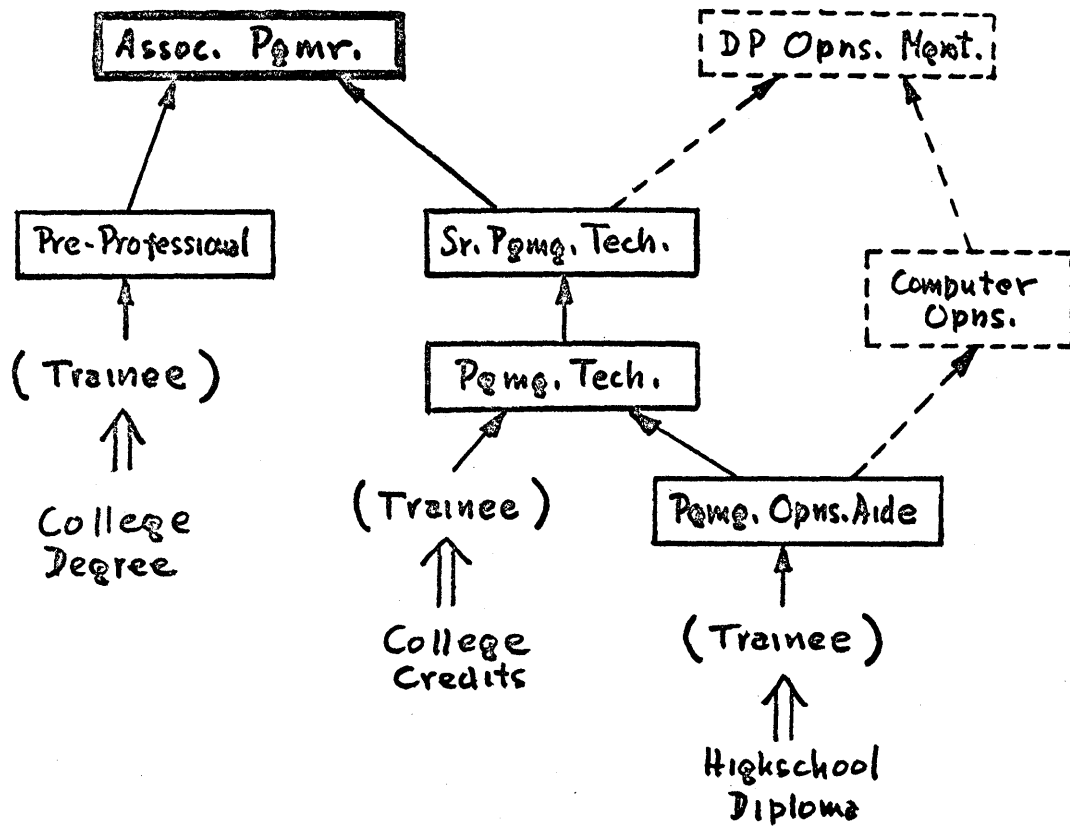 Assoc. Pgmr.
DP Opns. Mgmt.
Pre-Professional
Sr. Pgmg. Tech.
Computer
Opns.
(Trainee)
Pgmg. Tech.
College
Degree
(Trainee)
Pgmg. Opns. Aide
College
Credits
(Trainee)
Highschool
Diploma